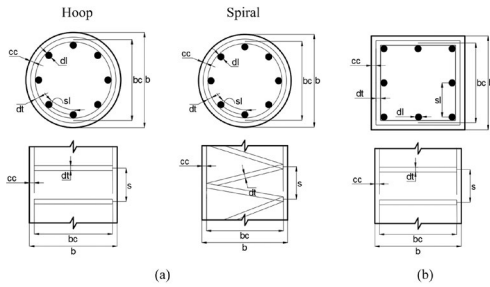 Hoop Spiral
cc dl bc b dt sl
cc dl bc b dt sl
cc bc dt sl dl
cc dt s bc b
cc dt s bc b
cc dt s bc b
(a) (b)